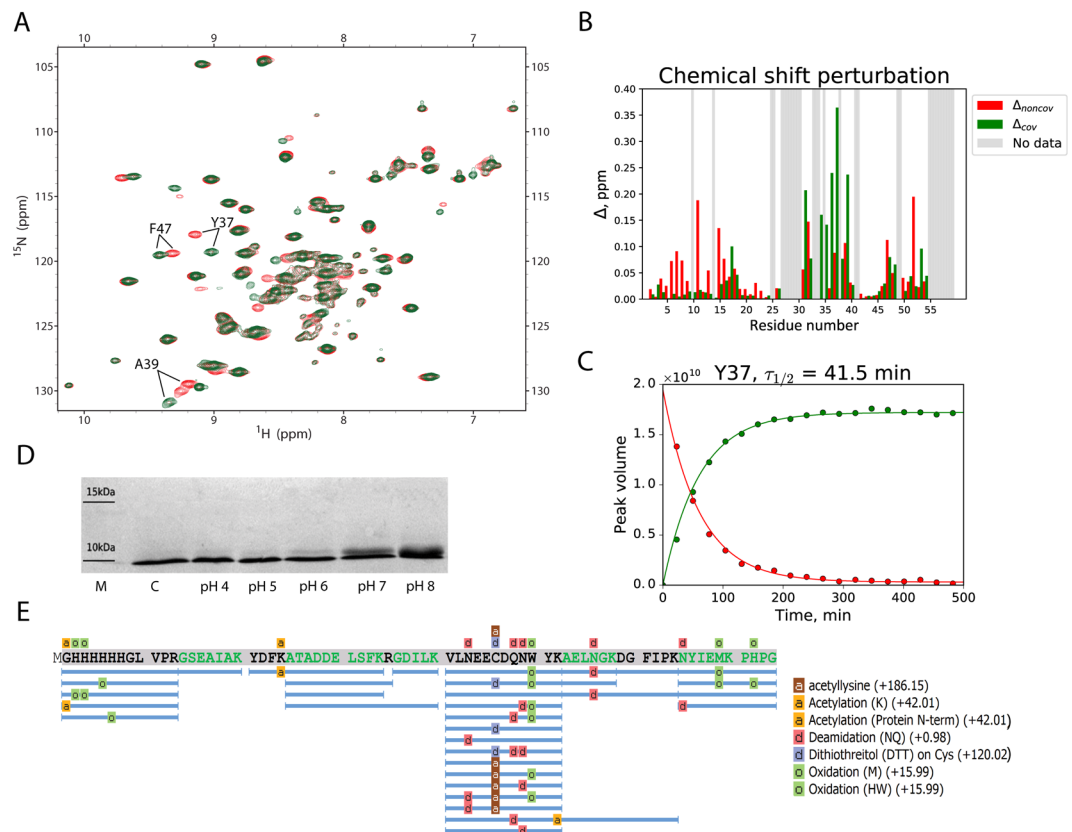 A
10
9
8
7
105
110
115
120
125
130
105
110
115
120
125
130
15N (ppm)
F47
Y37
A39
10
9
8
7
1H (ppm)
B
Chemical shift perturbation
0.40
0.35
0.30
0.25
0.20
0.15
0.10
0.05
0.00
Δ, ppm
5 10 15 20 25 30 35 40 45 50 55
Residue number
Δnoncov
Δcov
No data
C
Y37, τ1/2 = 41.5 min
×10^10
2.0
1.5
1.0
0.5
0.0
Peak volume
0 100 200 300 400 500
Time, min
D
15kDa
10kDa
M C pH 4 pH 5 pH 6 pH 7 pH 8
E
a
a o o a d d d d o d o o
MGHHHHHHGL VPRGSEAIAK YDFKATADDE LSFKRGDILK VLNEECDQNW YKAELNGKDG FIPKNYIEMK PHPG
a o d o
o d o o o
o o d
a o d o d
o d o
d
d
d d d
a
a o
a d
d a o
d a
d a
d
a acetyllysine (+186.15)
a Acetylation (K) (+42.01)
a Acetylation (Protein N-term) (+42.01)
d Deamidation (NQ) (+0.98)
d Dithiothreitol (DTT) on Cys (+120.02)
o Oxidation (M) (+15.99)
o Oxidation (HW) (+15.99)